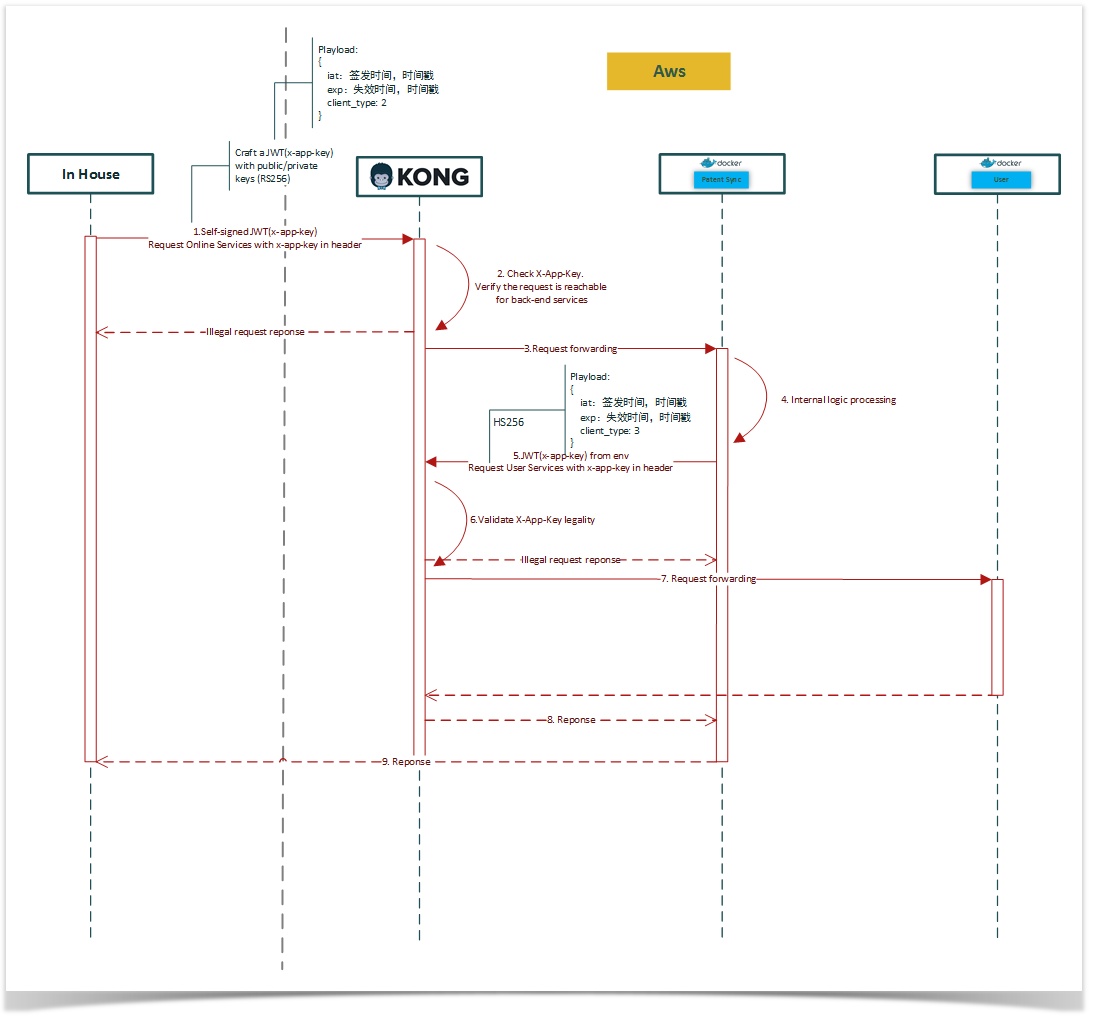 Playload:
{
iat: 签发时间，时间戳
exp: 失效时间，时间戳
client_type: 2
}
Aws
Craft a JWT(x-app-key)
with public/private
keys (RS256)
In House
KONG
docker
Patent Sync
docker
User
1.Self-signed JWT(x-app-key)
Request Online Services with x-app-key in header
2. Check X-App-Key.
Verify the request is reachable
for back-end services
Illegal request reponse
3.Request forwarding
Playload:
{
iat: 签发时间，时间戳
exp: 失效时间，时间戳
client_type: 3
}
HS256
4. Internal logic processing
5.JWT(x-app-key) from env
Request User Services with x-app-key in header
6.Validate X-App-Key legality
Illegal request reponse
7. Request forwarding
8. Reponse
9. Reponse